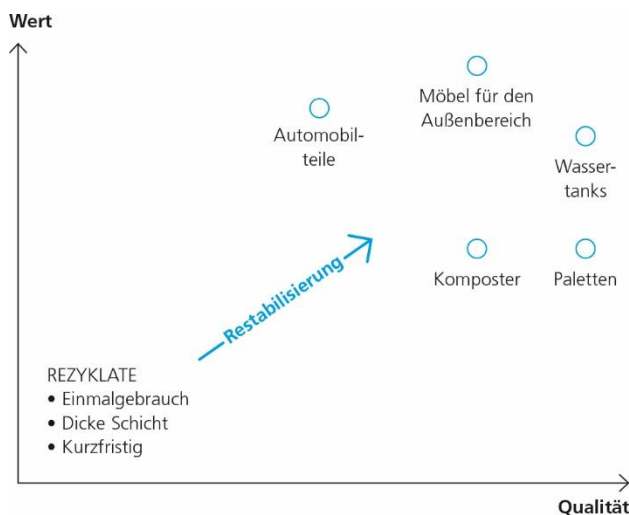 Wert
Möbel für den
Außenbereich
Automobil-
teile
Wasser-
tanks
Restabilisierung
Komposter
Paletten
REZYKLATE
• Einmalgebrauch
• Dicke Schicht
• Kurzfristig
Qualität